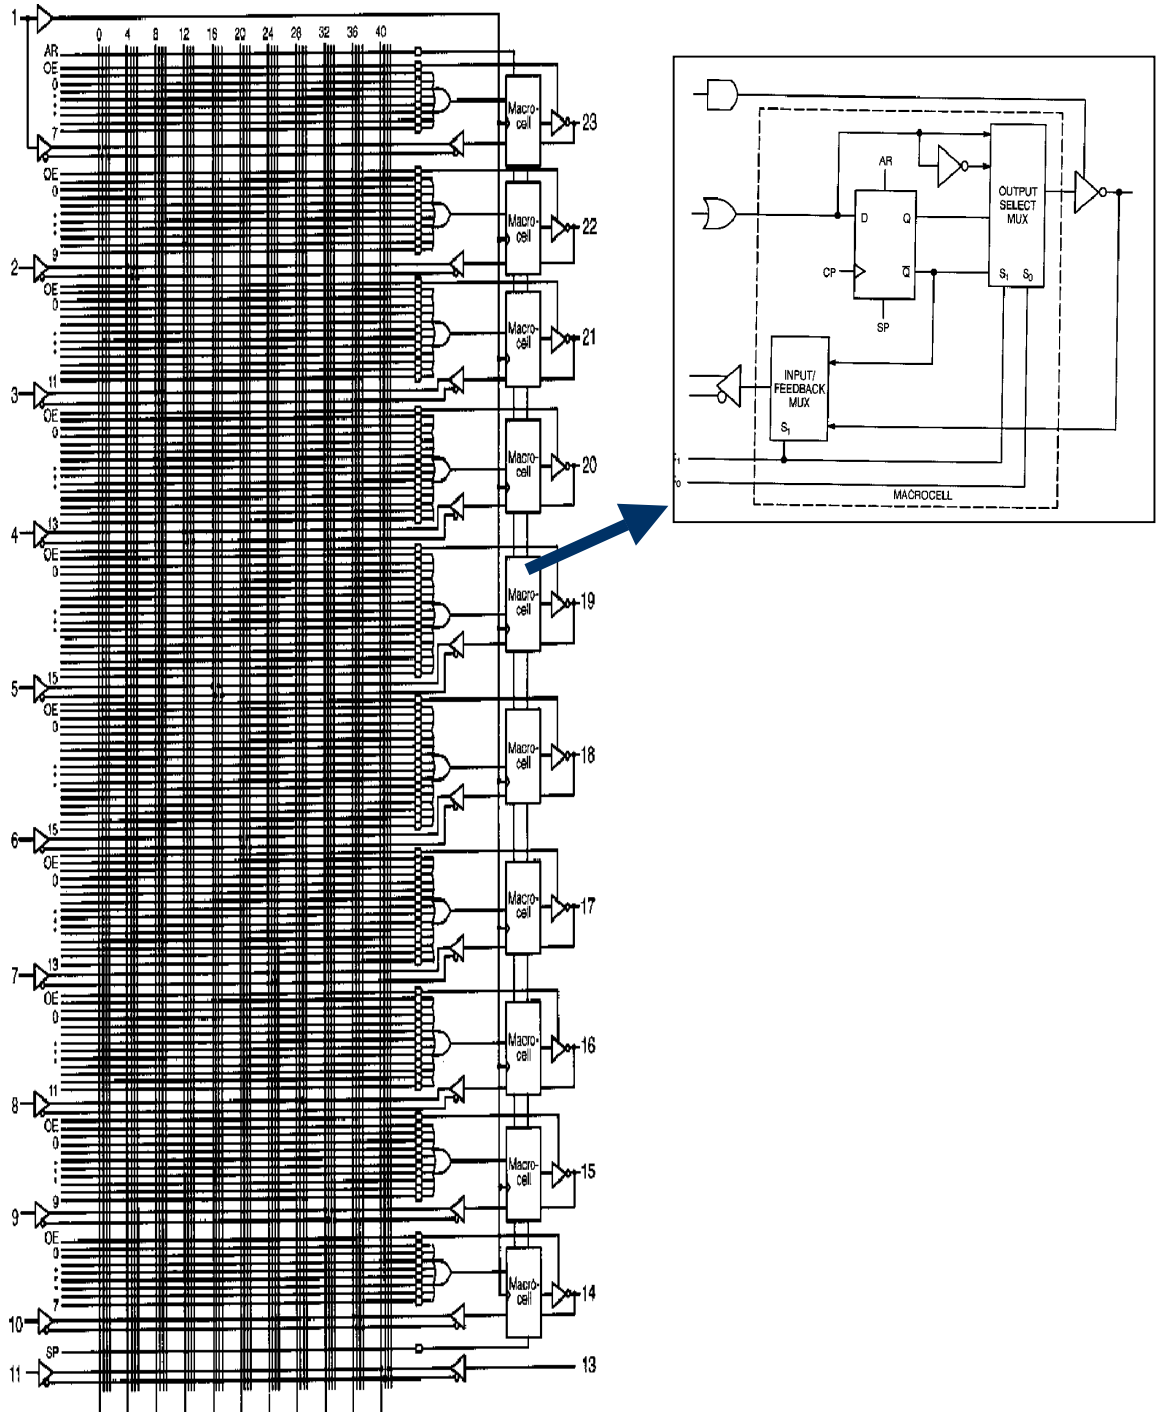 1
0 4 8 12 16 20 24 28 32 36 40
AR
OE
0
7
Macro-
cell
23
OE
0
9
Macro-
cell
22
2
OE
0
11
Macro-
cell
21
3
OE
0
13
Macro-
cell
20
4
OE
0
15
Macro-
cell
19
5
OE
0
15
Macro-
cell
18
6
OE
0
13
Macro-
cell
17
7
OE
0
11
Macro-
cell
16
8
OE
0
9
Macro-
cell
15
9
OE
0
7
Macro-
cell
14
10
SP
11
13
AR
D Q
CP
Q
SP
OUTPUT
SELECT
MUX
S1 S0
INPUT/
FEEDBACK
MUX
S1
MACROCELL